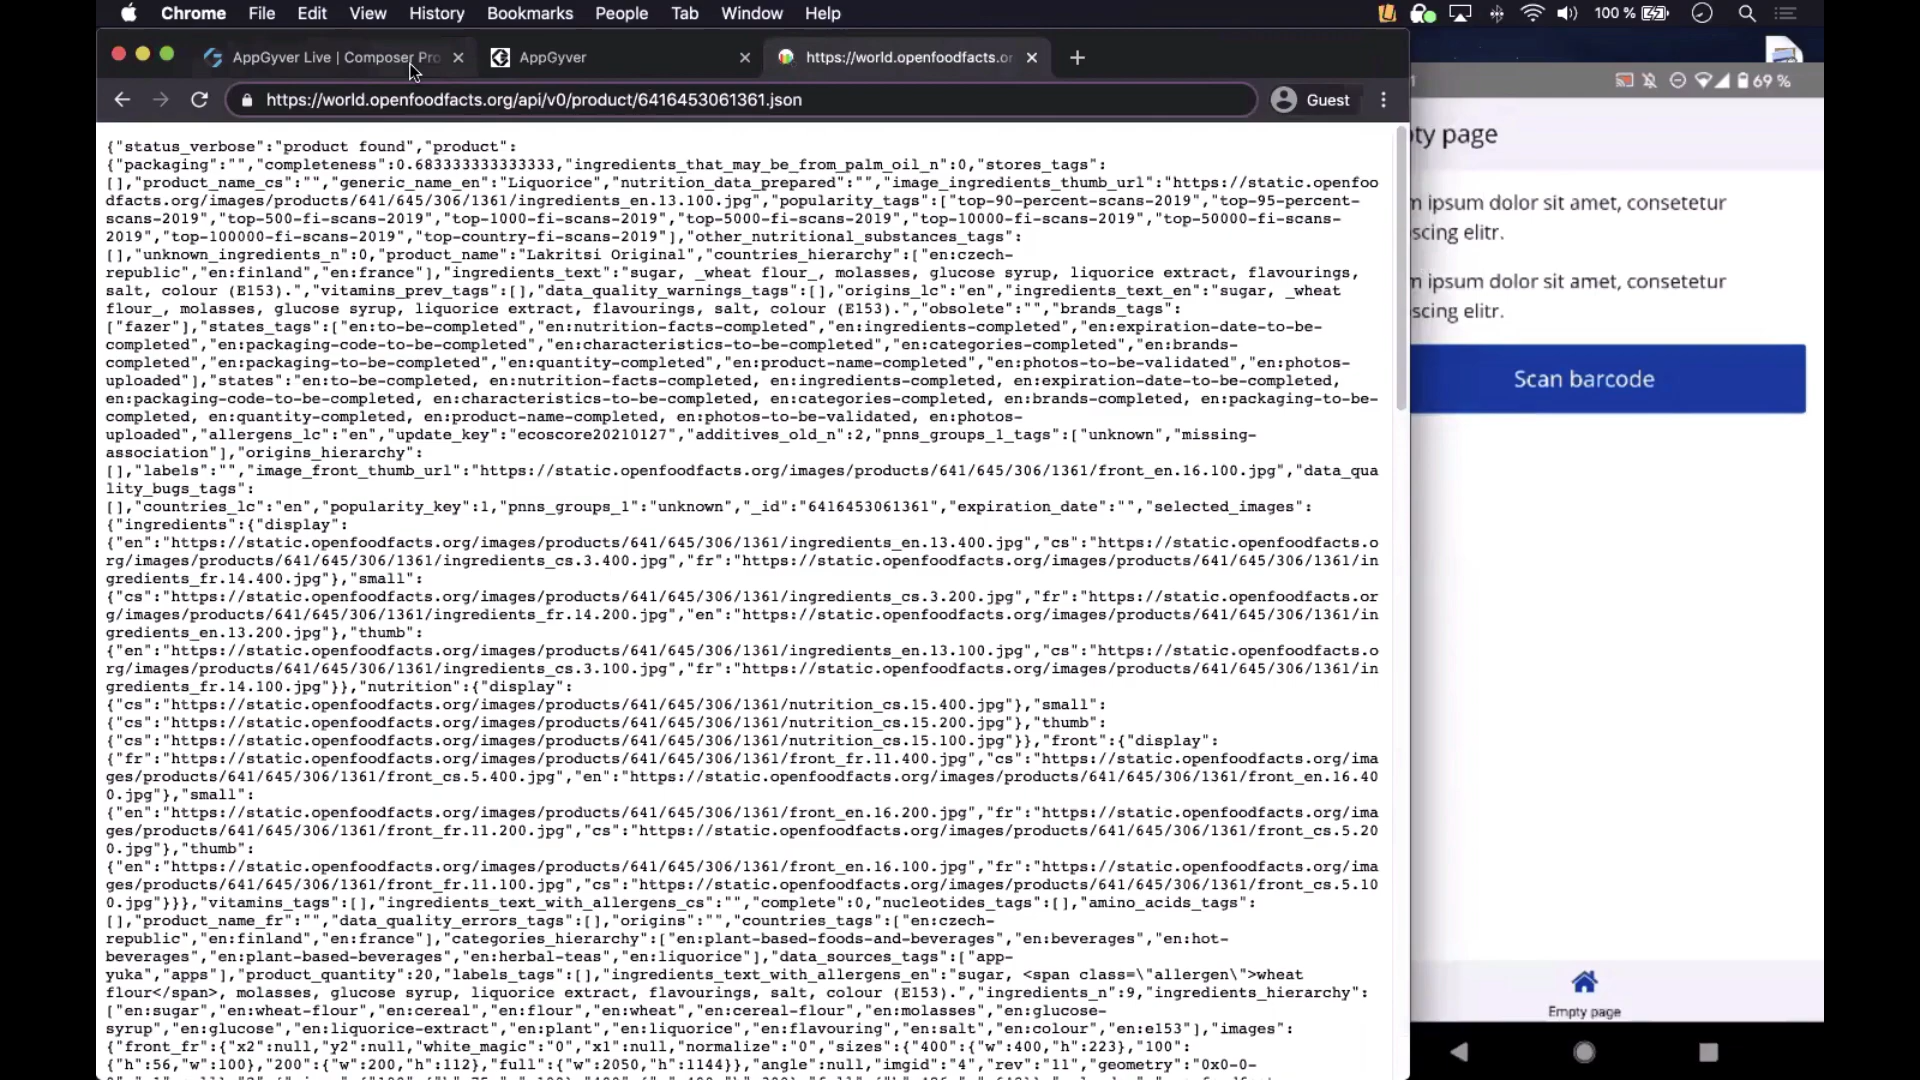 Chrome File Edit View History Bookmarks People Tab Window Help 100 %
AppGyver Live | Composer Pro
AppGyver
https://world.openfoodfacts.or
https://world.openfoodfacts.org/api/v0/product/6416453061361.json
Guest
{"status_verbose":"product found","product":
{"packaging":"","completeness":0.683333333333333,"ingredients_that_may_be_from_palm_oil_n":0,"stores_tags":
[],"product_name_cs":"","generic_name_en":"Liquorice","nutrition_data_prepared":"","image_ingredients_thumb_url":"https://static.openfoo
dfacts.org/images/products/641/645/306/1361/ingredients_en.13.100.jpg","popularity_tags":["top-90-percent-scans-2019","top-95-percent-
scans-2019","top-500-fi-scans-2019","top-1000-fi-scans-2019","top-5000-fi-scans-2019","top-10000-fi-scans-2019","top-50000-fi-scans-
2019","top-100000-fi-scans-2019","top-country-fi-scans-2019"],"other_nutritional_substances_tags":
[],"unknown_ingredients_n":0,"product_name":"Lakritsi Original","countries_hierarchy":["en:czech-
republic","en:finland","en:france"],"ingredients_text":"sugar, _wheat flour_, molasses, glucose syrup, liquorice extract, flavourings,
salt, colour (E153).","vitamins_prev_tags":[],"data_quality_warnings_tags":[],"origins_lc":"en","ingredients_text_en":"sugar, _wheat
flour_, molasses, glucose syrup, liquorice extract, flavourings, salt, colour (E153).","obsolete":"","brands_tags":
["fazer"],"states_tags":["en:to-be-completed","en:nutrition-facts-completed","en:ingredients-completed","en:expiration-date-to-be-
completed","en:packaging-code-to-be-completed","en:characteristics-to-be-completed","en:categories-completed","en:brands-
completed","en:packaging-to-be-completed","en:quantity-completed","en:product-name-completed","en:photos-to-be-validated","en:photos-
uploaded"],"states":"en:to-be-completed, en:nutrition-facts-completed, en:ingredients-completed, en:expiration-date-to-be-completed,
en:packaging-code-to-be-completed, en:characteristics-to-be-completed, en:categories-completed, en:brands-completed, en:packaging-to-be-
completed, en:quantity-completed, en:product-name-completed, en:photos-to-be-validated, en:photos-
uploaded","allergens_lc":"en","update_key":"ecoscore20210127","additives_old_n":2,"pnns_groups_1_tags":["unknown","missing-
association"],"origins_hierarchy":
[],"labels":"","image_front_thumb_url":"https://static.openfoodfacts.org/images/products/641/645/306/1361/front_en.16.100.jpg","data_qua
lity_bugs_tags":
[],"countries_lc":"en","popularity_key":1,"pnns_groups_1":"unknown","_id":"6416453061361","expiration_date":"","selected_images":
{"ingredients":{"display":
{"en":"https://static.openfoodfacts.org/images/products/641/645/306/1361/ingredients_en.13.400.jpg","cs":"https://static.openfoodfacts.o
rg/images/products/641/645/306/1361/ingredients_cs.3.400.jpg","fr":"https://static.openfoodfacts.org/images/products/641/645/306/1361/in
gredients_fr.14.400.jpg"},"small":
{"cs":"https://static.openfoodfacts.org/images/products/641/645/306/1361/ingredients_cs.3.200.jpg","fr":"https://static.openfoodfacts.or
g/images/products/641/645/306/1361/ingredients_fr.14.200.jpg","en":"https://static.openfoodfacts.org/images/products/641/645/306/1361/in
gredients_en.13.200.jpg"},"thumb":
{"en":"https://static.openfoodfacts.org/images/products/641/645/306/1361/ingredients_en.13.100.jpg","cs":"https://static.openfoodfacts.o
rg/images/products/641/645/306/1361/ingredients_cs.3.100.jpg","fr":"https://static.openfoodfacts.org/images/products/641/645/306/1361/in
gredients_fr.14.100.jpg"}},"nutrition":{"display":
{"cs":"https://static.openfoodfacts.org/images/products/641/645/306/1361/nutrition_cs.15.400.jpg"},"small":
{"cs":"https://static.openfoodfacts.org/images/products/641/645/306/1361/nutrition_cs.15.200.jpg"},"thumb":
{"cs":"https://static.openfoodfacts.org/images/products/641/645/306/1361/nutrition_cs.15.100.jpg"}},"front":{"display":
{"fr":"https://static.openfoodfacts.org/images/products/641/645/306/1361/front_fr.11.400.jpg","cs":"https://static.openfoodfacts.org/ima
ges/products/641/645/306/1361/front_cs.5.400.jpg","en":"https://static.openfoodfacts.org/images/products/641/645/306/1361/front_en.16.40
0.jpg"},"small":
{"en":"https://static.openfoodfacts.org/images/products/641/645/306/1361/front_en.16.200.jpg","fr":"https://static.openfoodfacts.org/ima
ges/products/641/645/306/1361/front_fr.11.200.jpg","cs":"https://static.openfoodfacts.org/images/products/641/645/306/1361/front_cs.5.20
0.jpg"},"thumb":
{"en":"https://static.openfoodfacts.org/images/products/641/645/306/1361/front_en.16.100.jpg","fr":"https://static.openfoodfacts.org/ima
ges/products/641/645/306/1361/front_fr.11.100.jpg","cs":"https://static.openfoodfacts.org/images/products/641/645/306/1361/front_cs.5.10
0.jpg"}}},"vitamins_tags":[],"ingredients_text_with_allergens_cs":"","complete":0,"nucleotides_tags":[],"amino_acids_tags":
[],"product_name_fr":"","data_quality_errors_tags":[],"origins":"","countries_tags":["en:czech-
republic","en:finland","en:france"],"categories_hierarchy":["en:plant-based-foods-and-beverages","en:beverages","en:hot-
beverages","en:plant-based-beverages","en:herbal-teas","en:liquorice"],"data_sources_tags":["app-
yuka","apps"],"product_quantity":20,"labels_tags":[],"ingredients_text_with_allergens_en":"sugar, <span class=\"allergen\">wheat
flour</span>, molasses, glucose syrup, liquorice extract, flavourings, salt, colour (E153).","ingredients_n":9,"ingredients_hierarchy":
["en:sugar","en:wheat-flour","en:cereal","en:flour","en:wheat","en:cereal-flour","en:molasses","en:glucose-
syrup","en:glucose","en:liquorice-extract","en:plant","en:liquorice","en:flavouring","en:salt","en:colour","en:e153"],"images":
{"front_fr":{"x2":null,"y2":null,"white_magic":"0","x1":null,"normalize":"0","sizes":{"400":{"w":400,"h":223},"100":
{"h":56,"w":100},"200":{"w":200,"h":112},"full":{"w":2050,"h":1144}},"angle":null,"imgid":"4","rev":"11","geometry":"0x0-0-
69 %
ty page
m ipsum dolor sit amet, consetetur
scing elitr.
m ipsum dolor sit amet, consetetur
scing elitr.
Scan barcode
Empty page